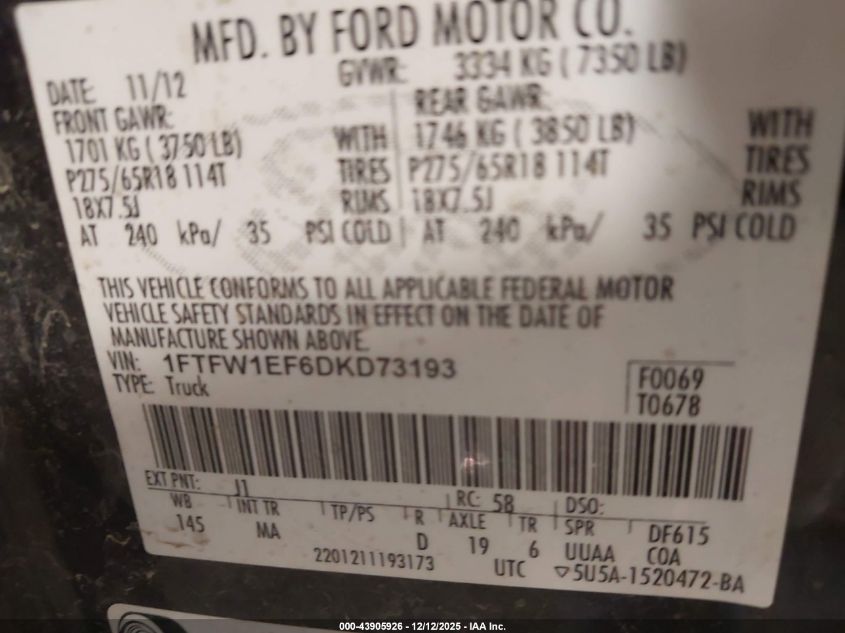 MFD. BY FORD MOTOR CO.
DATE: 11/12 GVWR: 3334 KG ( 7350 LB)
FRONT GAWR: REAR GAWR:
1701 KG ( 3750 LB) WITH 1746 KG ( 3850 LB) WITH
P275/65R18 114T TIRES P275/65R18 114T TIRES
18X7.5J RIMS 18X7.5J RIMS
AT 240 kPa/ 35 PSI COLD AT 240 kPa/ 35 PSI COLD
THIS VEHICLE CONFORMS TO ALL APPLICABLE FEDERAL MOTOR
VEHICLE SAFETY STANDARDS IN EFFECT ON THE DATE OF
MANUFACTURE SHOWN ABOVE.
VIN: 1FTFW1EF6DKD73193
TYPE: Truck
F0069
T0678
EXT PNT: J1 RC: 58 DSO:
WB INT TR TP/PS R AXLE TR SPR DF615
145 MA D 19 6 UUAA COA
2201211193173 UTC ▽5U5A-1520472-BA
000-43905926 - 12/12/2025 - IAA Inc.